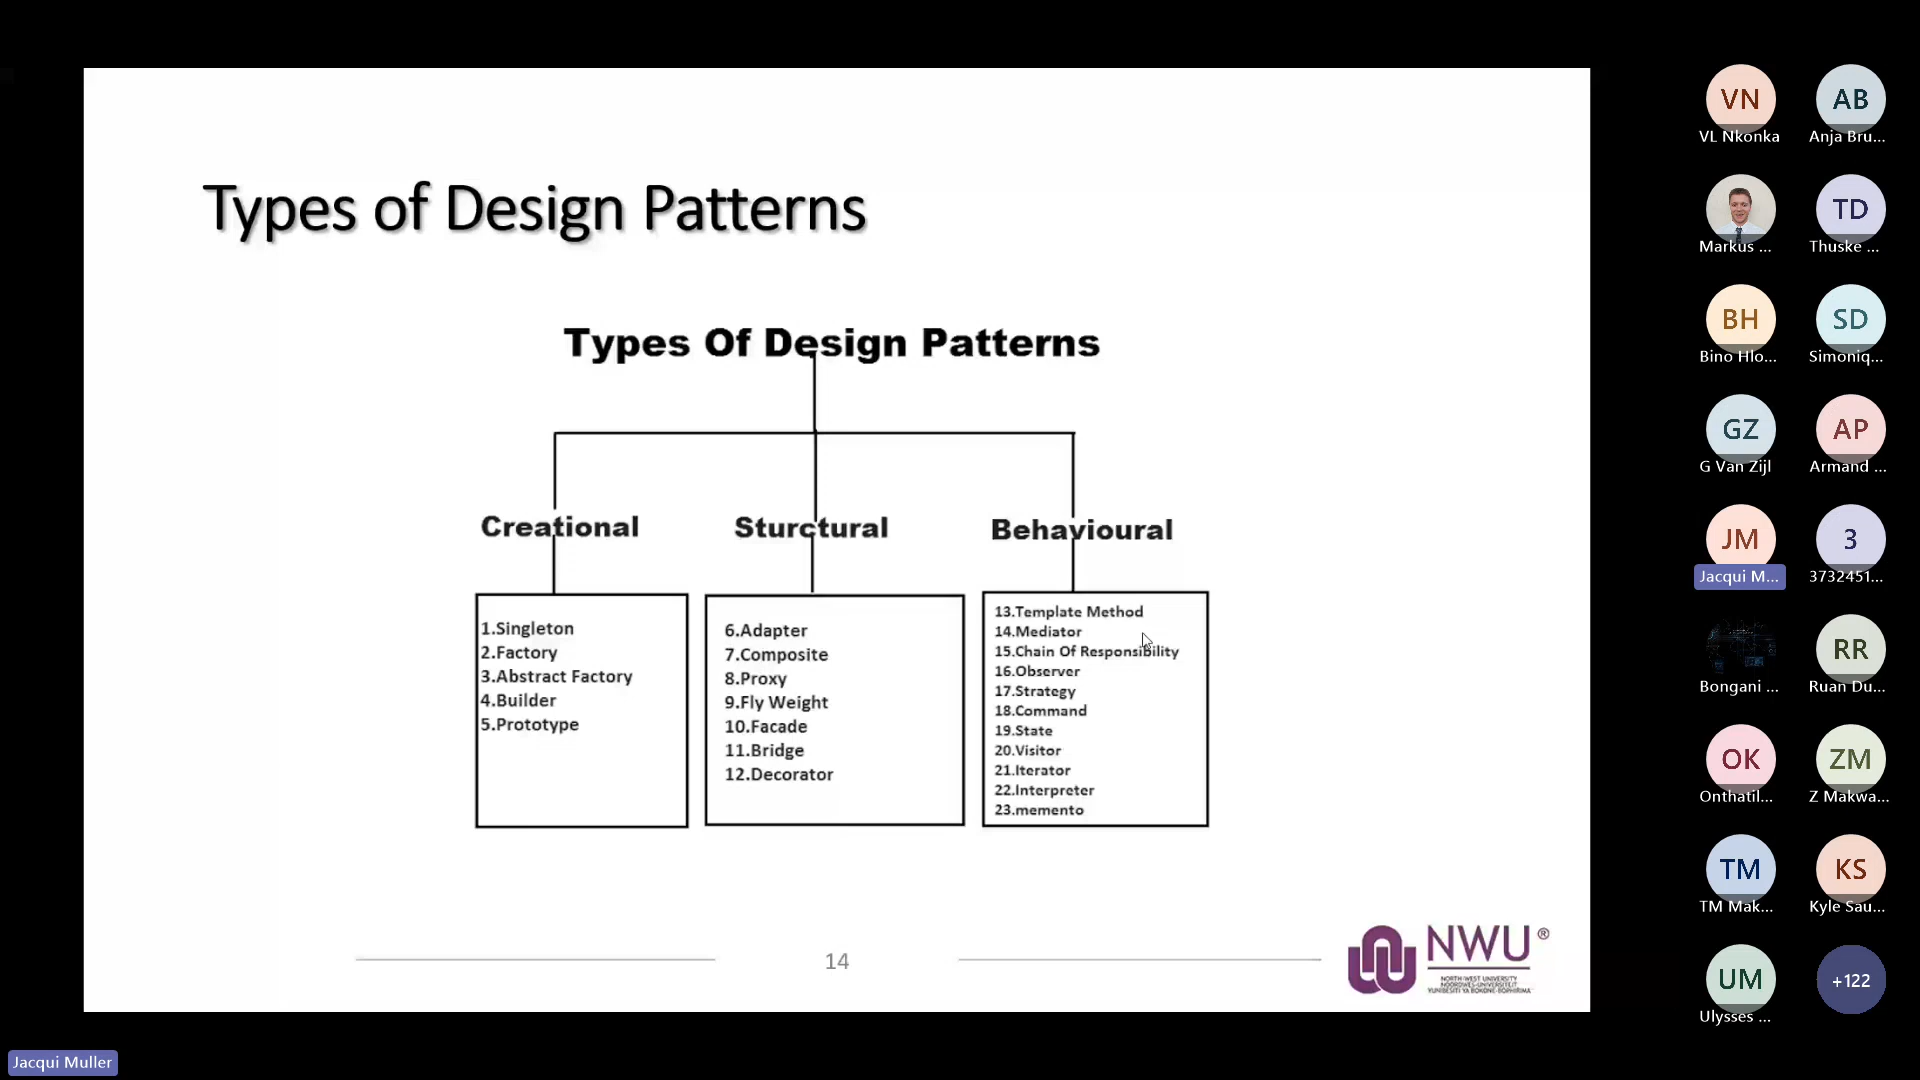 Types of Design Patterns
Types Of Design Patterns
Creational
Sturctural
Behavioural
1.Singleton
2.Factory
3.Abstract Factory
4.Builder
5.Prototype
6.Adapter
7.Composite
8.Proxy
9.Fly Weight
10.Facade
11.Bridge
12.Decorator
13.Template Method
14.Mediator
15.Chain Of Responsibility
16.Observer
17.Strategy
18.Command
19.State
20.Visitor
21.Iterator
22.Interpreter
23.memento
14
NWU®
NORTH-WEST UNIVERSITY
NOORDWES-UNIVERSITEIT
YUNIBESITI YA BOKONE-BOPHIRIMA
VN
VL Nkonka
AB
Anja Bru...
Markus ...
TD
Thuske ...
BH
Bino Hlo...
SD
Simoniq...
GZ
G Van Zijl
AP
Armand ...
JM
Jacqui M...
3
3732451...
Bongani ...
RR
Ruan Du...
OK
Onthatil...
ZM
Z Makwa...
TM
TM Mak...
KS
Kyle Sau...
UM
Ulysses ...
+122
Jacqui Muller